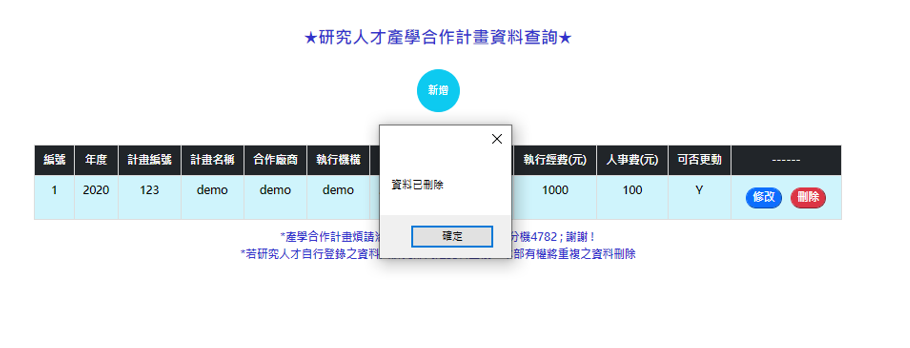 ★研究人才產學合作計畫資料查詢★
新增
編號 年度 計畫編號 計畫名稱 合作廠商 執行機構 執行經費(元) 人事費(元) 可否更動 ------
1 2020 123 demo demo demo 1000 100 Y 修改 刪除
資料已刪除
確定
*產學合作計畫煩請 分機4782 ; 謝謝 !
*若研究人才自行登錄之資料 部有權將重複之資料刪除